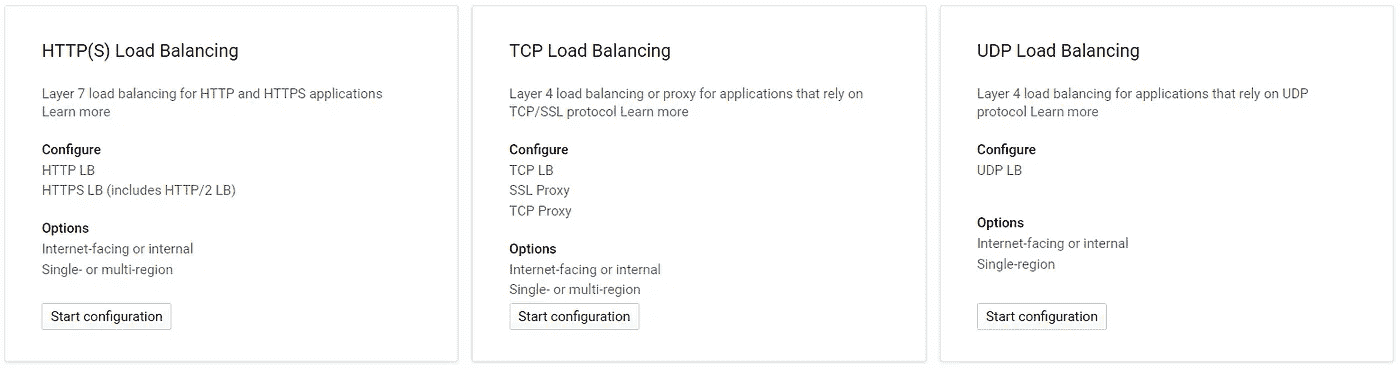 HTTP(S) Load Balancing
Layer 7 load balancing for HTTP and HTTPS applications
Learn more
Configure
HTTP LB
HTTPS LB (includes HTTP/2 LB)
Options
Internet-facing or internal
Single- or multi-region
Start configuration
TCP Load Balancing
Layer 4 load balancing or proxy for applications that rely on
TCP/SSL protocol Learn more
Configure
TCP LB
SSL Proxy
TCP Proxy
Options
Internet-facing or internal
Single- or multi-region
Start configuration
UDP Load Balancing
Layer 4 load balancing for applications that rely on UDP
protocol Learn more
Configure
UDP LB
Options
Internet-facing or internal
Single-region
Start configuration